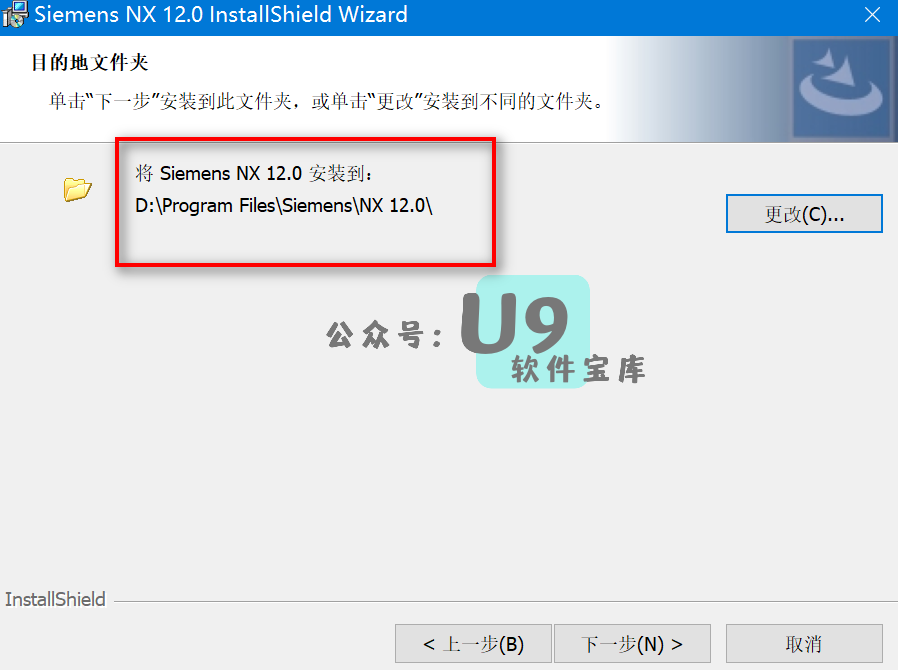 Siemens NX 12.0 InstallShield Wizard
目的地文件夹
单击“下一步”安装到此文件夹，或单击“更改”安装到不同的文件夹。
将 Siemens NX 12.0 安装到：
D:\Program Files\Siemens\NX 12.0\
更改(C)...
公众号：U9
软件宝库
InstallShield
< 上一步(B)
下一步(N) >
取消